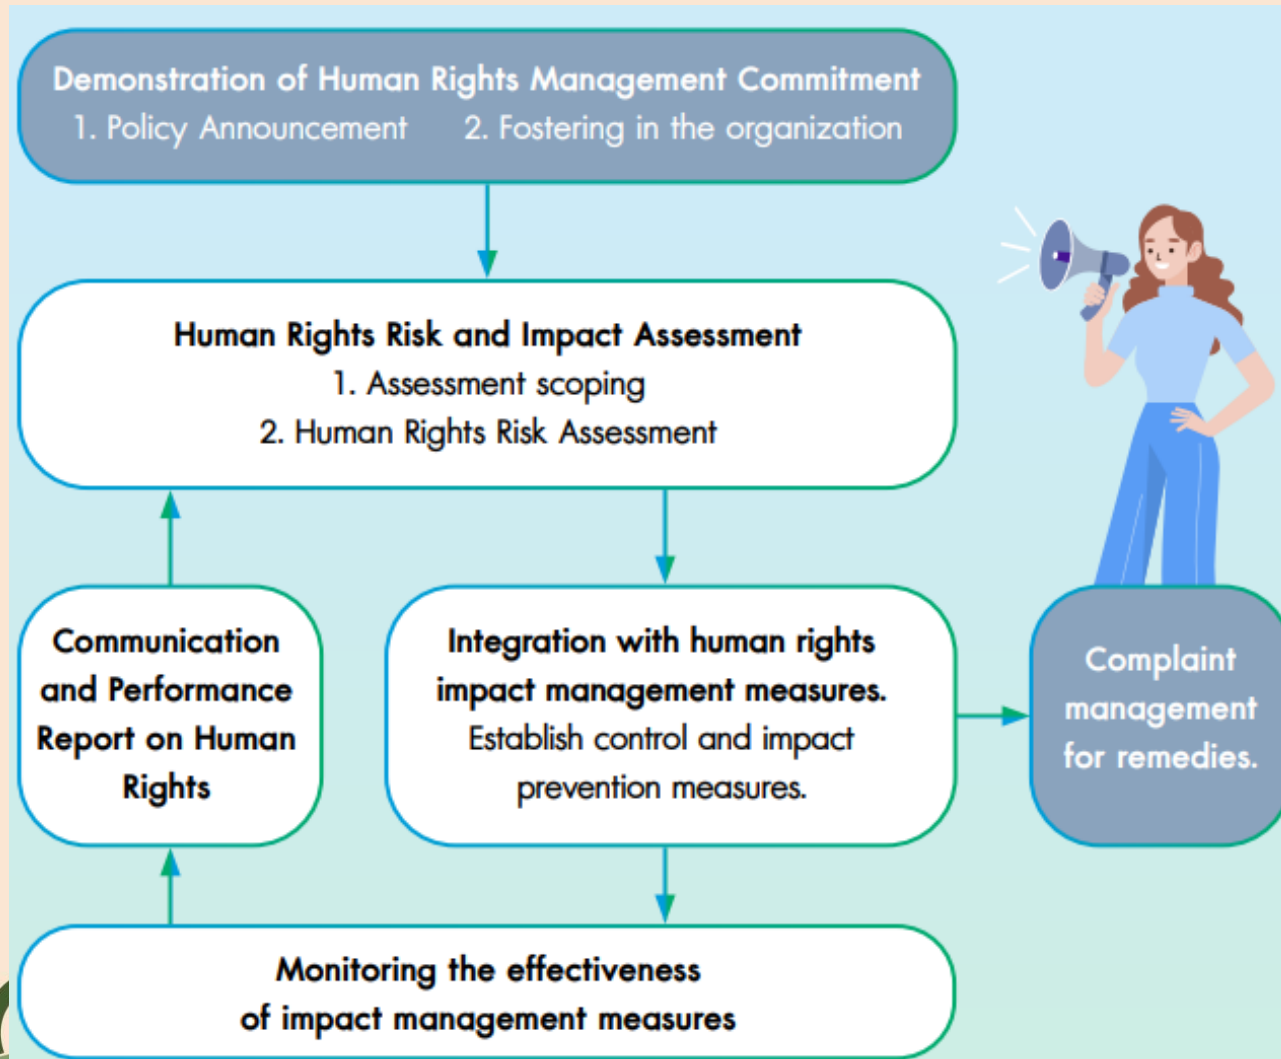 Demonstration of Human Rights Management Commitment
1. Policy Announcement 2. Fostering in the organization
Human Rights Risk and Impact Assessment
1. Assessment scoping
2. Human Rights Risk Assessment
Communication
and Performance
Report on Human
Rights
Integration with human rights
impact management measures.
Establish control and impact
prevention measures.
Complaint
management
for remedies.
Monitoring the effectiveness
of impact management measures